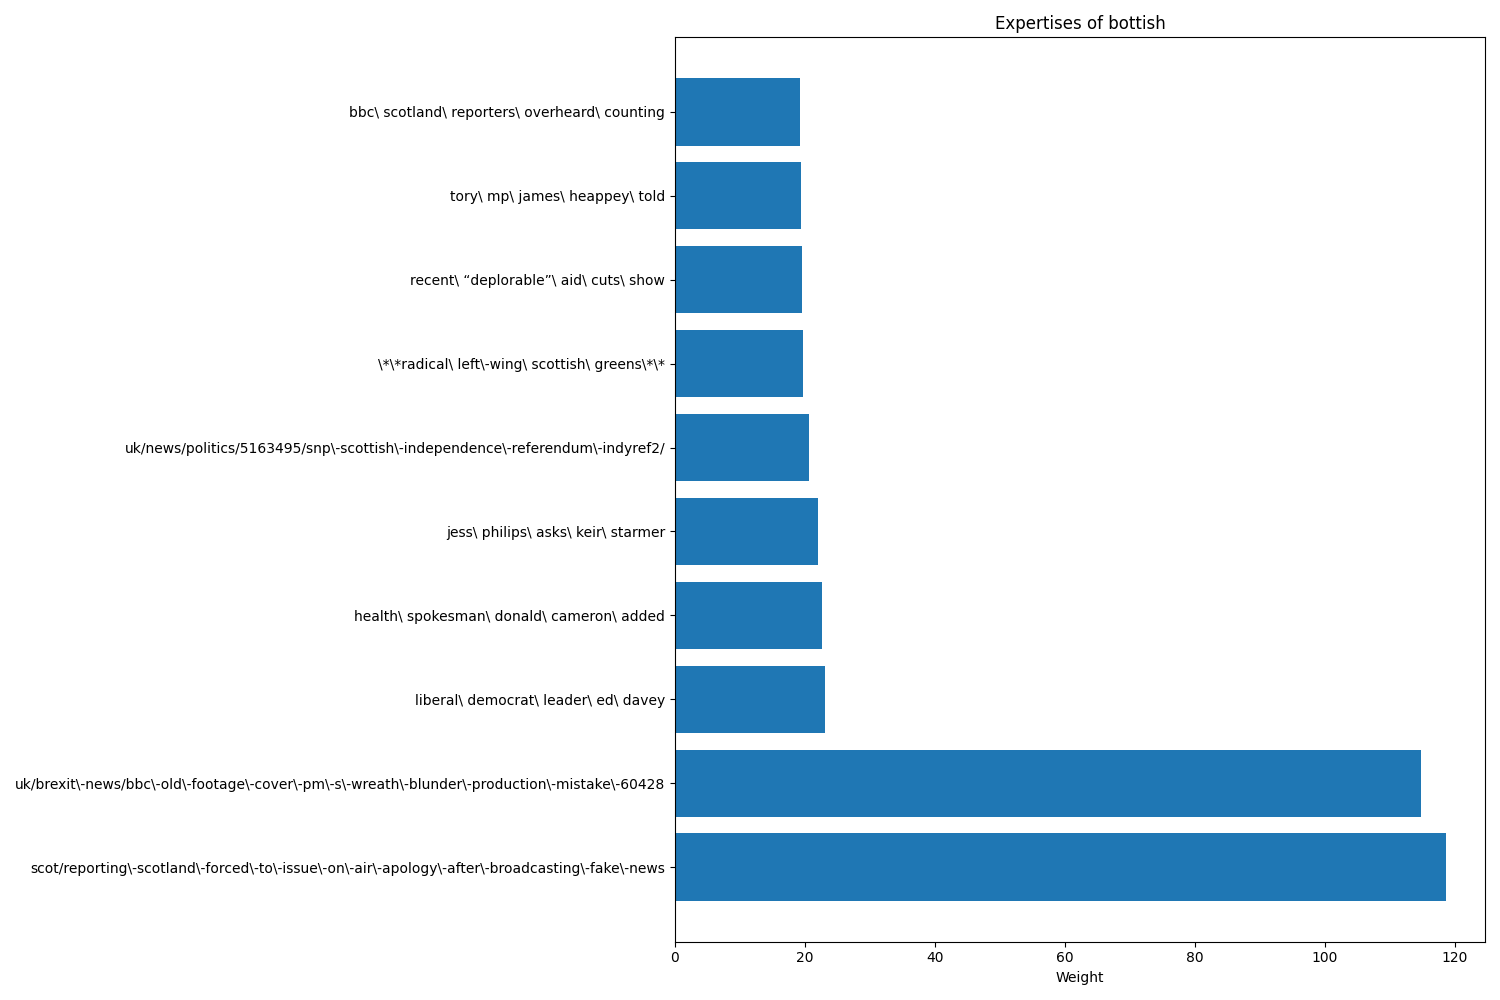 Expertises of bottish
bbc\ scotland\ reporters\ overheard\ counting
tory\ mp\ james\ heappey\ told
recent\ “deplorable”\ aid\ cuts\ show
\*\*radical\ left\-wing\ scottish\ greens\*\*
uk/news/politics/5163495/snp\-scottish\-independence\-referendum\-indyref2/
jess\ philips\ asks\ keir\ starmer
health\ spokesman\ donald\ cameron\ added
liberal\ democrat\ leader\ ed\ davey
uk/brexit\-news/bbc\-old\-footage\-cover\-pm\-s\-wreath\-blunder\-production\-mistake\-60428
scot/reporting\-scotland\-forced\-to\-issue\-on\-air\-apology\-after\-broadcasting\-fake\-news
0 20 40 60 80 100 120
Weight